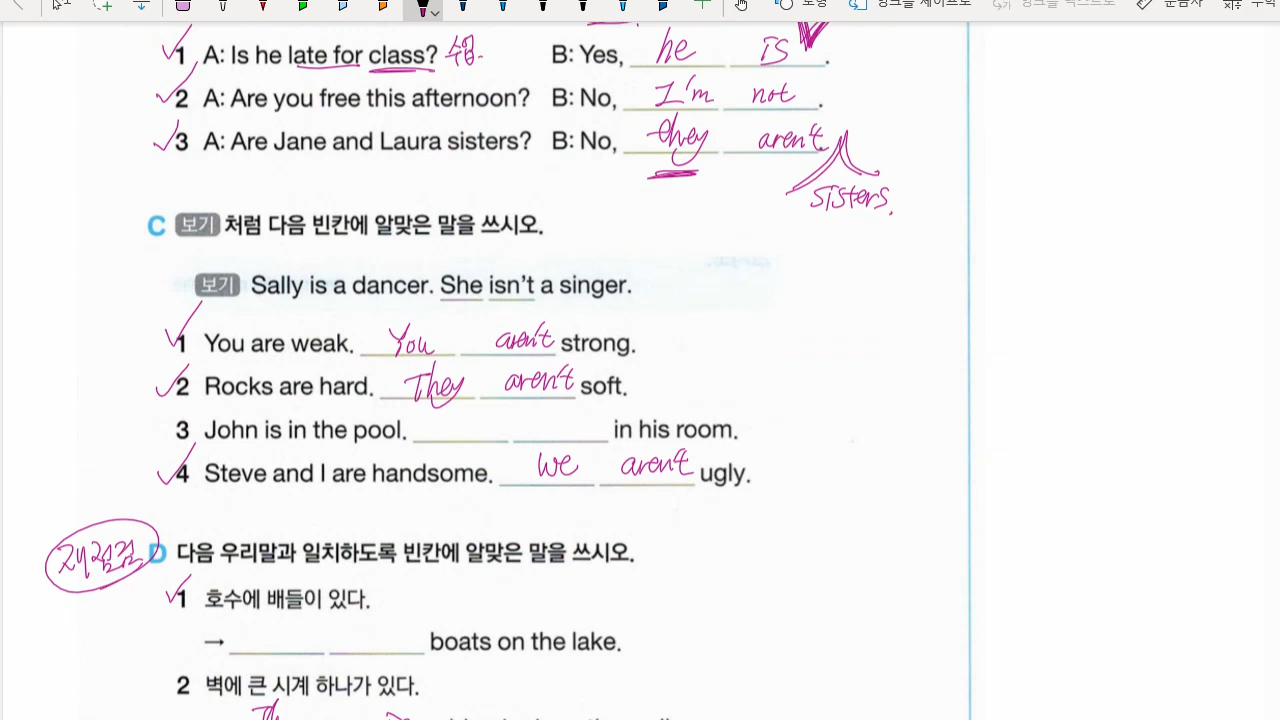 1 A: Is he late for class? 수업. B: Yes, he is.
2 A: Are you free this afternoon? B: No, I'm not.
3 A: Are Jane and Laura sisters? B: No, they aren't.
sisters.
C 보기 처럼 다음 빈칸에 알맞은 말을 쓰시오.
보기 Sally is a dancer. She isn't a singer.
1 You are weak. You aren't strong.
2 Rocks are hard. They aren't soft.
3 John is in the pool. in his room.
4 Steve and I are handsome. We aren't ugly.
재점검 D 다음 우리말과 일치하도록 빈칸에 알맞은 말을 쓰시오.
1 호수에 배들이 있다.
→ boats on the lake.
2 벽에 큰 시계 하나가 있다.